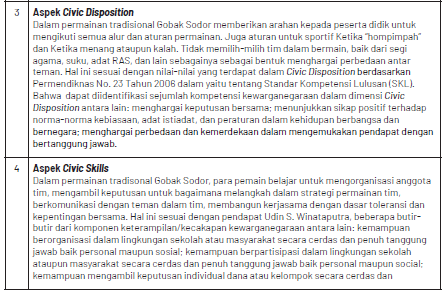 3 Aspek Civic Disposition
Dalam permainan tradisional Gobak Sodor memberikan arahan kepada peserta didik untuk
mengikuti semua alur dan aturan permainan. Juga aturan untuk sportif Ketika "hompimpah"
dan Ketika menang ataupun kalah. Tidak memilih-milih tim dalam bermain, baik dari segi
agama, suku, adat RAS, dan lain sebagainya sebagai bentuk menghargai perbedaan antar
teman. Hal ini sesuai dengan nilai-nilai yang terdapat dalam Civic Disposition berdasarkan
Permendiknas No. 23 Tahun 2006 dalam yaitu tentang Standar Kompetensi Lulusan (SKL).
Bahwa dapat diidentifikasi sejumlah kompetensi kewarganegaraan dalam dimensi Civic
Disposition antara lain: menghargai keputusan bersama; menunjukkan sikap positif terhadap
norma-norma kebiasaan, adat istiadat, dan peraturan dalam kehidupan berbangsa dan
bernegara; menghargai perbedaan dan kemerdekaan dalam mengemukakan pendapat dengan
bertanggung jawab.
4 Aspek Civic Skills
Dalam permainan tradisonal Gobak Sodor, para pemain belajar untuk mengorganisasi anggota
tim, mengambil keputusan untuk bagaimana melangkah dalam strategi permainan tim,
berkomunikasi dengan teman dalam tim, membangun kerjasama dengan dasar toleransi dan
kepentingan bersama. Hal ini sesuai dengan pendapat Udin S. Winataputra, beberapa butir-
butir dari komponen keterampilan/kecakapan kewarganegaraan antara lain: kemampuan
berorganisasi dalam lingkungan sekolah atau masyarakat secara cerdas dan penuh tanggung
jawab baik personal maupun sosial; kemampuan berpartisipasi dalam lingkungan sekolah
ataupun masyarakat secara cerdas dan penuh tanggung jawab baik personal maupun sosial;
kemampuan mengambil keputusan individual dana atau kelompok secara cerdas dan